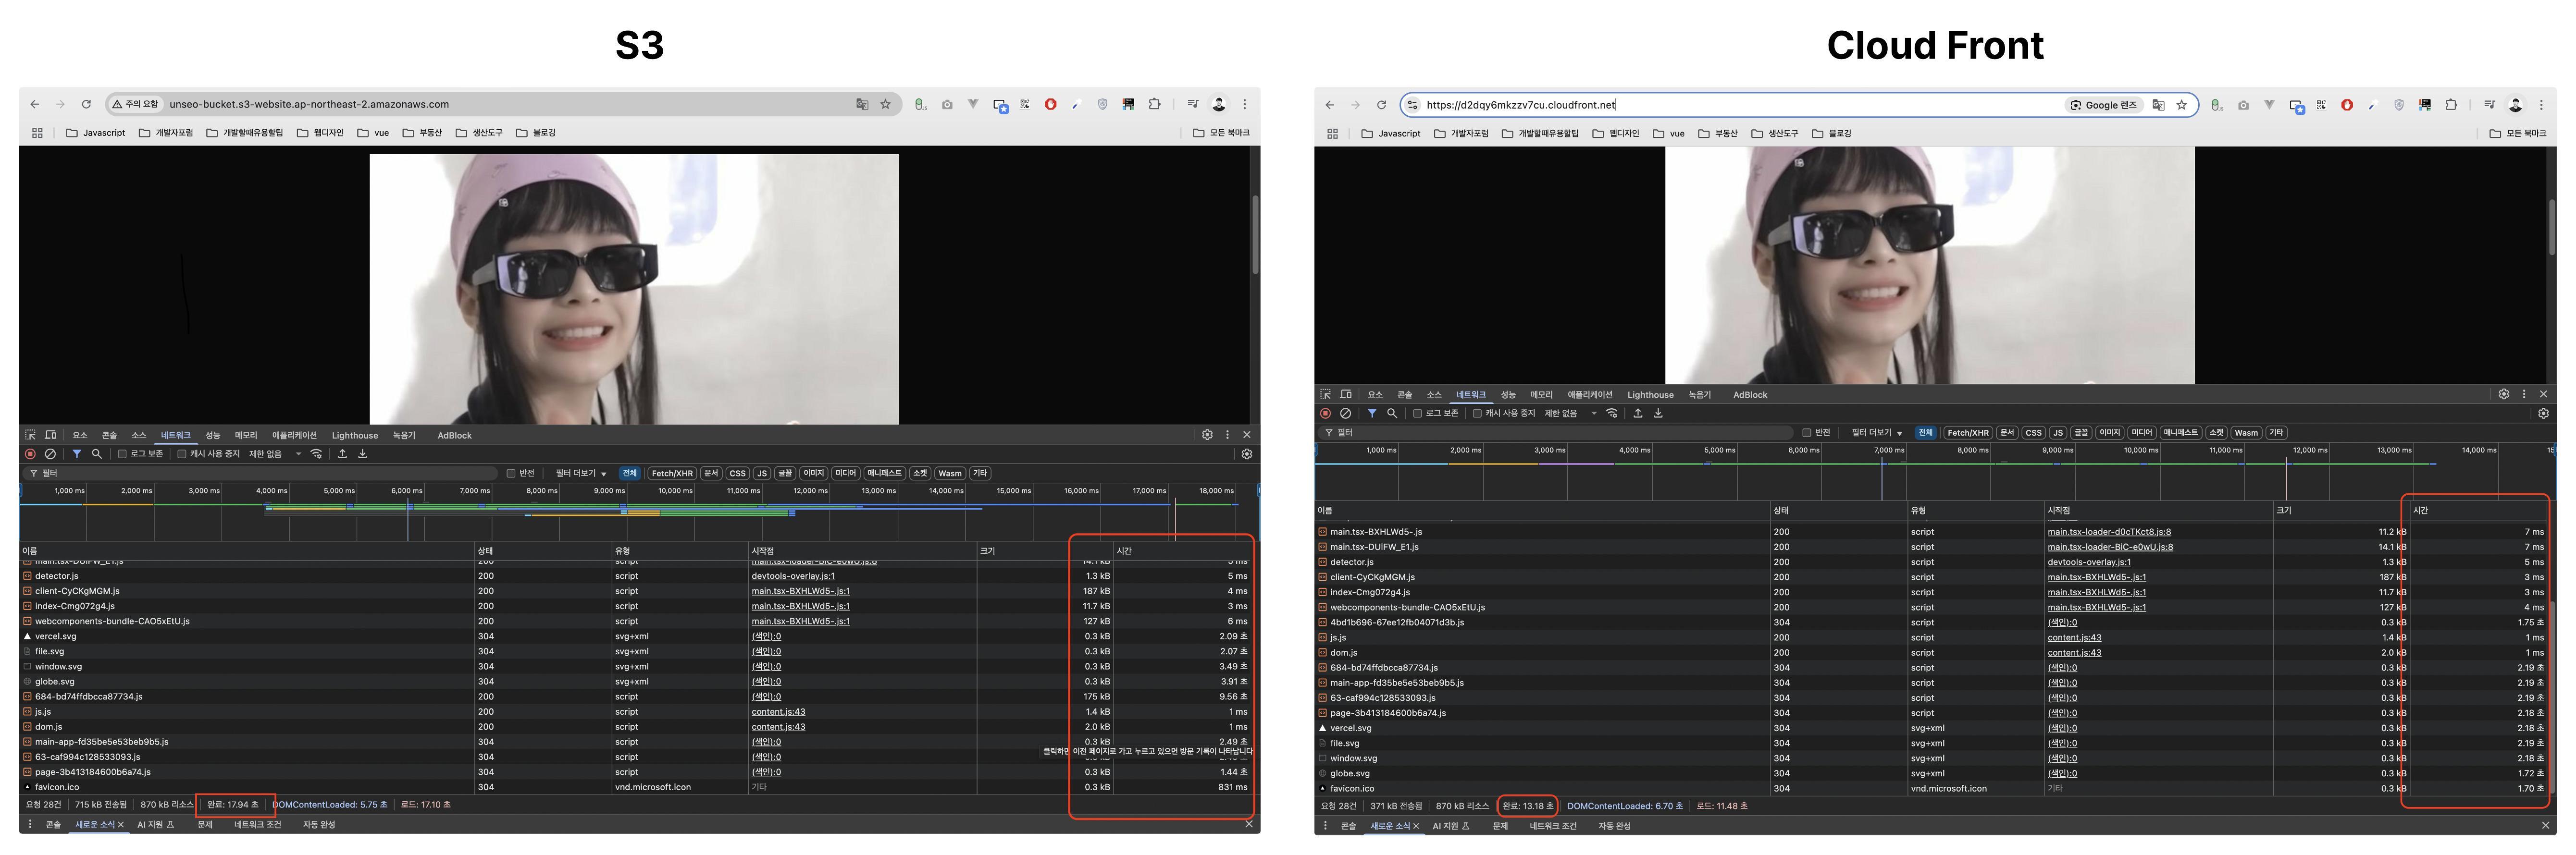 S3
주의 요함 unseo-bucket.s3-website.ap-northeast-2.amazonaws.com
Javascript 개발자포럼 개발할때유용할팁 웹디자인 vue 부동산 생산도구 블로깅 모든 북마크
요소 콘솔 소스 네트워크 성능 메모리 애플리케이션 Lighthouse 녹음기 AdBlock
로그 보존 캐시 사용 중지 제한 없음
필터 반전 필터 더보기 전체 Fetch/XHR 문서 CSS JS 글꼴 이미지 미디어 매니페스트 소켓 Wasm 기타
1,000 ms 2,000 ms 3,000 ms 4,000 ms 5,000 ms 6,000 ms 7,000 ms 8,000 ms 9,000 ms 10,000 ms 11,000 ms 12,000 ms 13,000 ms 14,000 ms 15,000 ms 16,000 ms 17,000 ms 18,000 ms
이름 상태 유형 시작점 크기 시간
main.tsx-DUIFW_E1.js 200 script main.tsx-loader-BiC-e0wU.js:8 14.1 kB 5 ms
detector.js 200 script devtools-overlay.js:1 1.3 kB 5 ms
client-CyCKgMGM.js 200 script main.tsx-BXHLWd5-.js:1 187 kB 4 ms
index-Cmg072g4.js 200 script main.tsx-BXHLWd5-.js:1 11.7 kB 3 ms
webcomponents-bundle-CAO5xEtU.js 200 script main.tsx-BXHLWd5-.js:1 127 kB 6 ms
vercel.svg 304 svg+xml (색인):0 0.3 kB 2.09 초
file.svg 304 svg+xml (색인):0 0.3 kB 2.07 초
window.svg 304 svg+xml (색인):0 0.3 kB 3.49 초
globe.svg 304 svg+xml (색인):0 0.3 kB 3.91 초
684-bd74ffdbcca87734.js 200 script (색인):0 175 kB 9.56 초
js.js 200 script content.js:43 1.4 kB 1 ms
dom.js 200 script content.js:43 2.0 kB 1 ms
main-app-fd35be5e53beb9b5.js 304 script (색인):0 0.3 kB 2.49 초
클릭하면 이전 페이지로 가고 누르고 있으면 방문 기록이 나타납니다
63-caf994c128533093.js 304 script (색인):0
page-3b413184600b6a74.js 304 script (색인):0 0.3 kB 1.44 초
favicon.ico 304 vnd.microsoft.icon 기타 0.3 kB 831 ms
요청 28건 715 kB 전송됨 870 kB 리소스 완료: 17.94 초 DOMContentLoaded: 5.75 초 로드: 17.10 초
콘솔 새로운 소식 AI 지원 문제 네트워크 조건 자동 완성
Cloud Front
https://d2dqy6mkzzv7cu.cloudfront.net Google 렌즈
Javascript 개발자포럼 개발할때유용할팁 웹디자인 vue 부동산 생산도구 블로깅 모든 북마크
요소 콘솔 소스 네트워크 성능 메모리 애플리케이션 Lighthouse 녹음기 AdBlock
로그 보존 캐시 사용 중지 제한 없음
필터 반전 필터 더보기 전체 Fetch/XHR 문서 CSS JS 글꼴 이미지 미디어 매니페스트 소켓 Wasm 기타
1,000 ms 2,000 ms 3,000 ms 4,000 ms 5,000 ms 6,000 ms 7,000 ms 8,000 ms 9,000 ms 10,000 ms 11,000 ms 12,000 ms 13,000 ms 14,000 ms
이름 상태 유형 시작점 크기 시간
main.tsx-BXHLWd5-.js 200 script main.tsx-loader-d0cTKct8.js:8 11.2 kB 7 ms
main.tsx-DUIFW_E1.js 200 script main.tsx-loader-BiC-e0wU.js:8 14.1 kB 7 ms
detector.js 200 script devtools-overlay.js:1 1.3 kB 5 ms
client-CyCKgMGM.js 200 script main.tsx-BXHLWd5-.js:1 187 kB 3 ms
index-Cmg072g4.js 200 script main.tsx-BXHLWd5-.js:1 11.7 kB 3 ms
webcomponents-bundle-CAO5xEtU.js 200 script main.tsx-BXHLWd5-.js:1 127 kB 4 ms
4bd1b696-67ee12fb04071d3b.js 304 script (색인):0 0.3 kB 1.75 초
js.js 200 script content.js:43 1.4 kB 1 ms
dom.js 200 script content.js:43 2.0 kB 1 ms
684-bd74ffdbcca87734.js 304 script (색인):0 0.3 kB 2.19 초
main-app-fd35be5e53beb9b5.js 304 script (색인):0 0.3 kB 2.19 초
63-caf994c128533093.js 304 script (색인):0 0.3 kB 2.19 초
page-3b413184600b6a74.js 304 script (색인):0 0.3 kB 2.18 초
vercel.svg 304 svg+xml (색인):0 0.3 kB 2.18 초
file.svg 304 svg+xml (색인):0 0.3 kB 2.19 초
window.svg 304 svg+xml (색인):0 0.3 kB 2.18 초
globe.svg 304 svg+xml (색인):0 0.3 kB 1.72 초
favicon.ico 304 vnd.microsoft.icon 기타 0.3 kB 1.70 초
요청 28건 371 kB 전송됨 870 kB 리소스 완료: 13.18 초 DOMContentLoaded: 6.70 초 로드: 11.48 초
콘솔 새로운 소식 AI 지원 문제 네트워크 조건 자동 완성